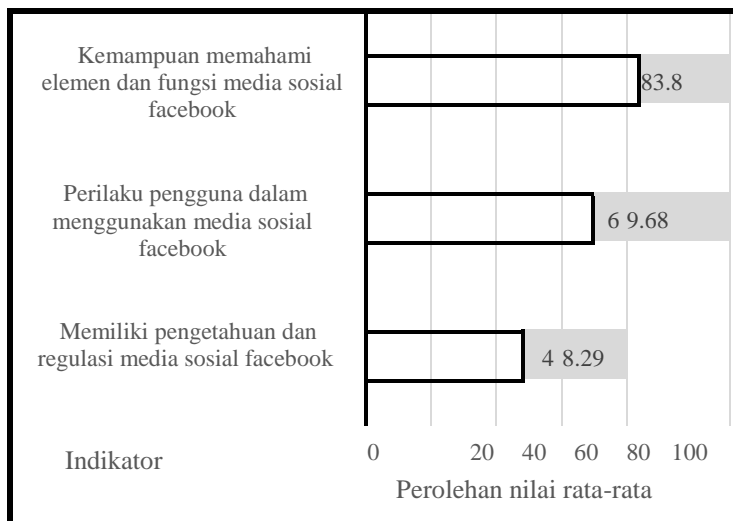 Kemampuan memahami
elemen dan fungsi media sosial
facebook
83.8
Perilaku pengguna dalam
menggunakan media sosial
facebook
6 9.68
Memiliki pengetahuan dan
regulasi media sosial facebook
4 8.29
Indikator
0 20 40 60 80 100
Perolehan nilai rata-rata